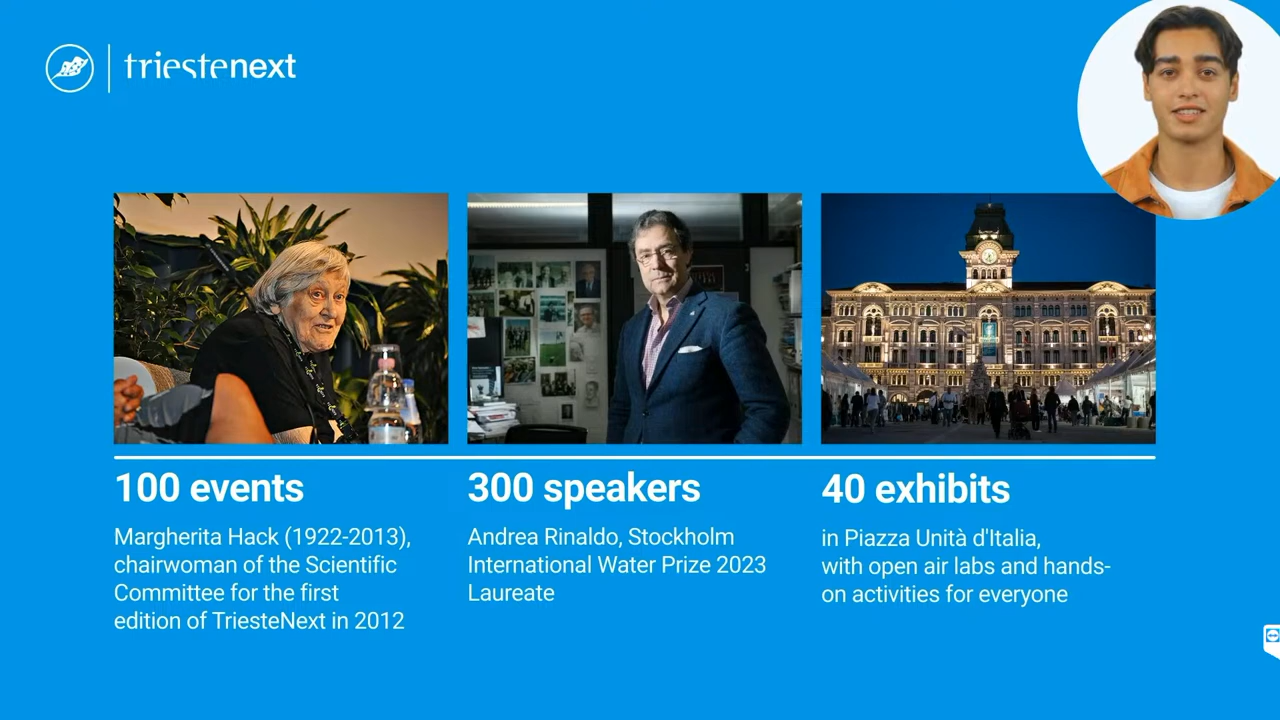 triestenext
100 events
Margherita Hack (1922-2013),
chairwoman of the Scientific
Committee for the first
edition of TriesteNext in 2012
300 speakers
Andrea Rinaldo, Stockholm
International Water Prize 2023
Laureate
40 exhibits
in Piazza Unità d'Italia,
with open air labs and hands-
on activities for everyone